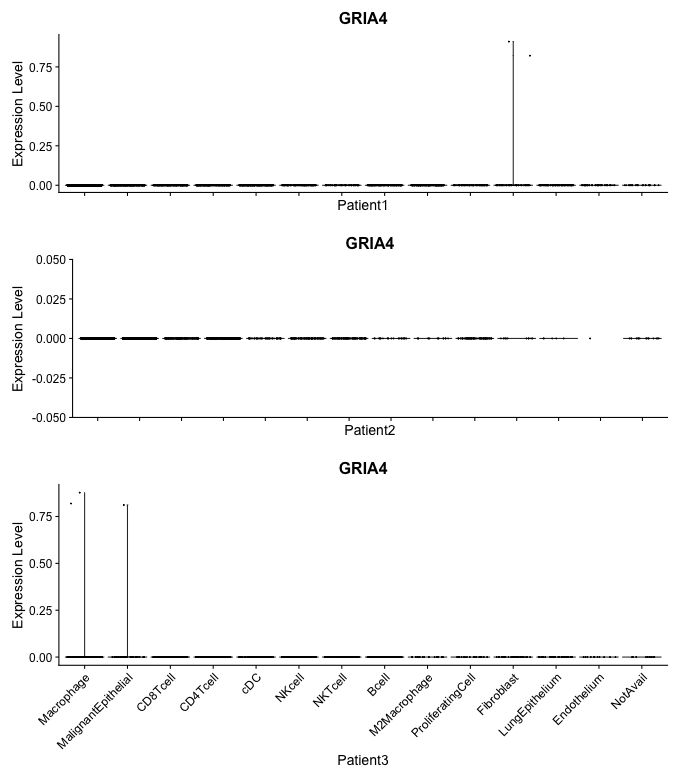 GRIA4
Expression Level
0.75
0.50
0.25
0.00
Patient1
GRIA4
Expression Level
0.050
0.025
0.000
-0.025
-0.050
Patient2
GRIA4
Expression Level
0.75
0.50
0.25
0.00
Macrophage
MalignantEpithelial
CD8Tcell
CD4Tcell
cDC
NKcell
NKTcell
Bcell
M2Macrophage
ProliferatingCell
Fibroblast
LungEpithelium
Endothelium
NotAvail
Patient3